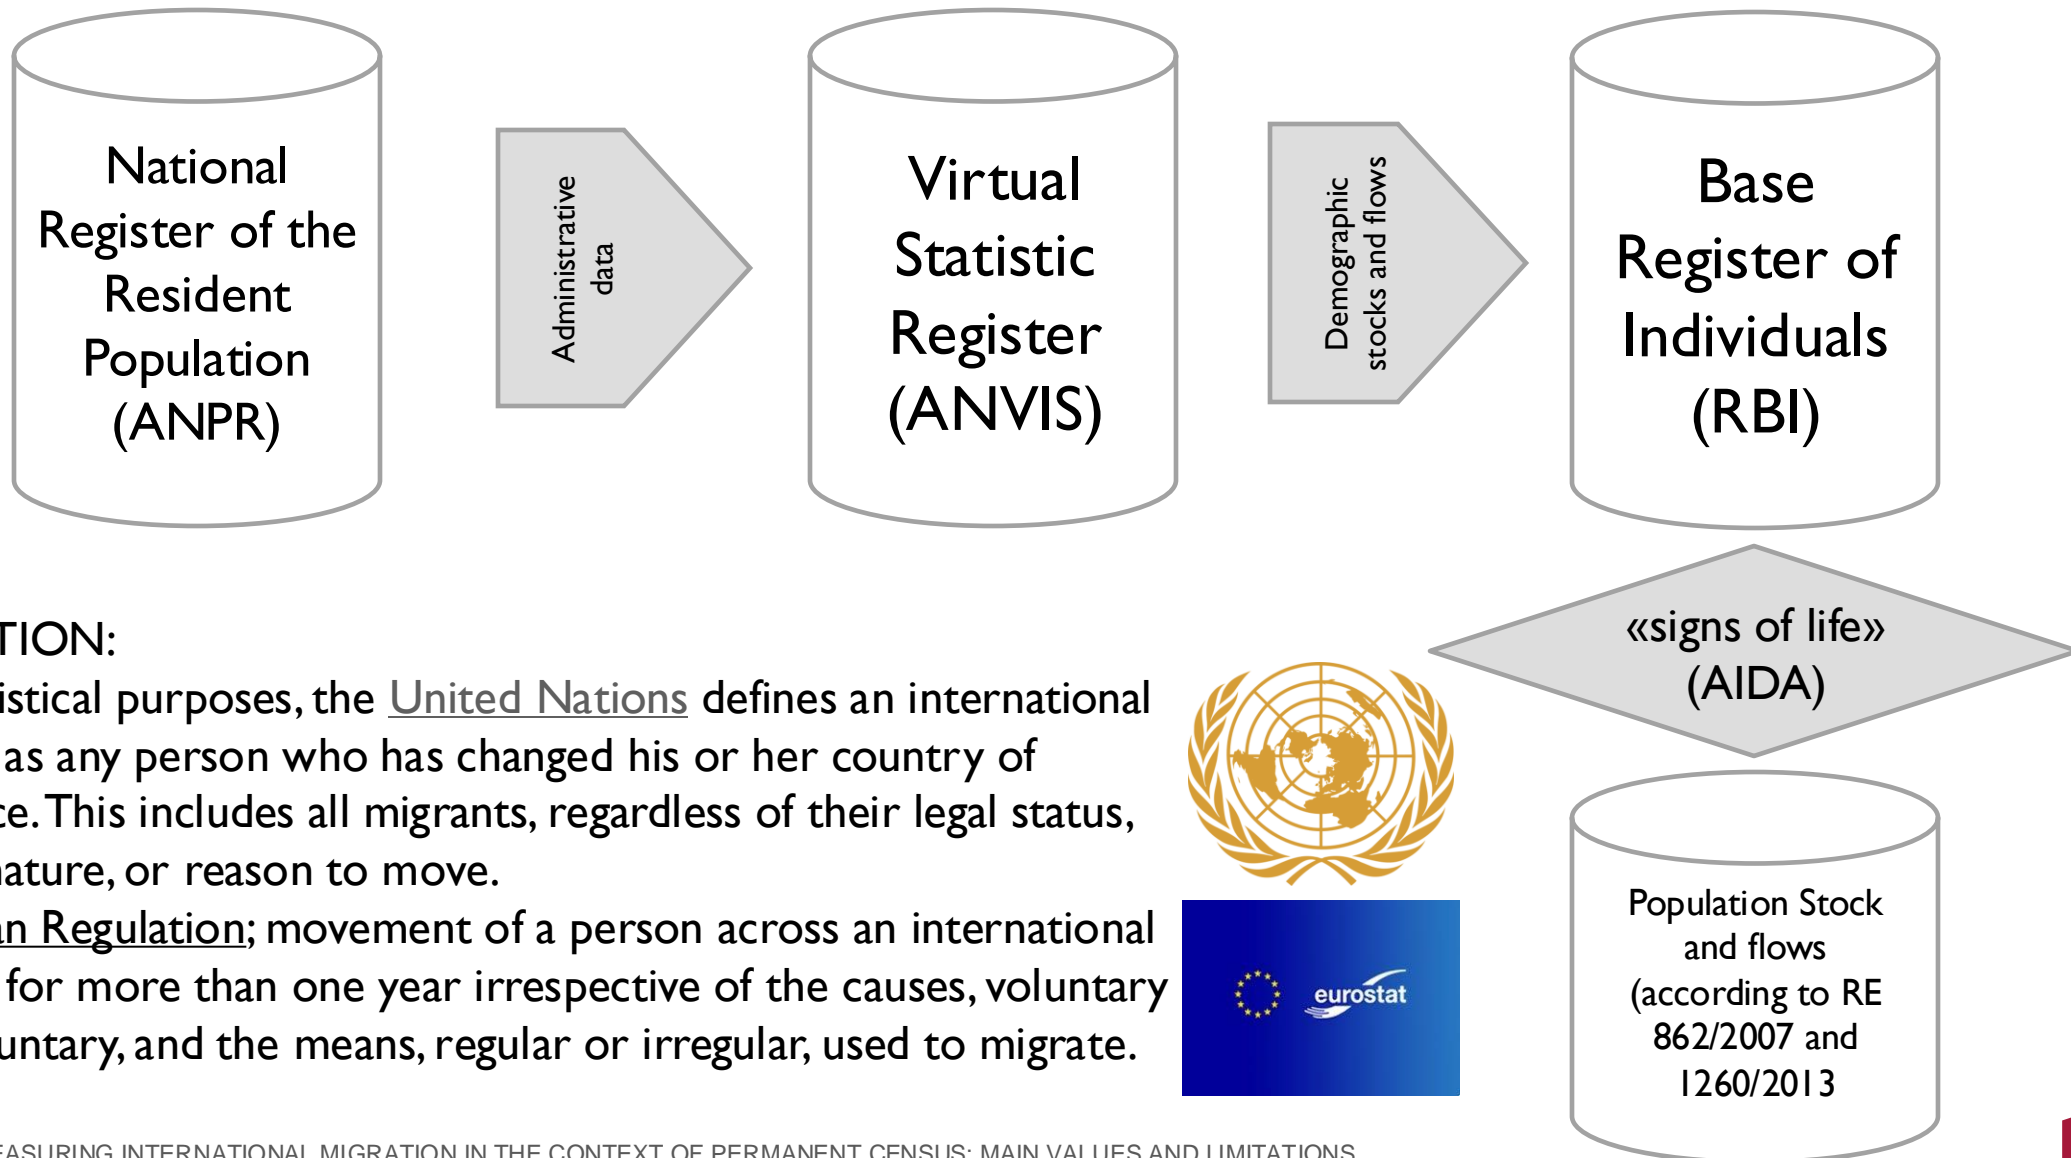 National
Register of the
Resident
Population
(ANPR)
Administrative
data
Virtual
Statistic
Register
(ANVIS)
Demographic
stocks and flows
Base
Register of
Individuals
(RBI)
«signs of life»
(AIDA)
Population Stock
and flows
(according to RE
862/2007 and
1260/2013
TION:
istical purposes, the United Nations defines an international
as any person who has changed his or her country of
ce. This includes all migrants, regardless of their legal status,
nature, or reason to move.
an Regulation; movement of a person across an international
for more than one year irrespective of the causes, voluntary
untary, and the means, regular or irregular, used to migrate.
eurostat
EASURING INTERNATIONAL MIGRATION IN THE CONTEXT OF PERMANENT CENSUS: MAIN VALUES AND LIMITATIONS